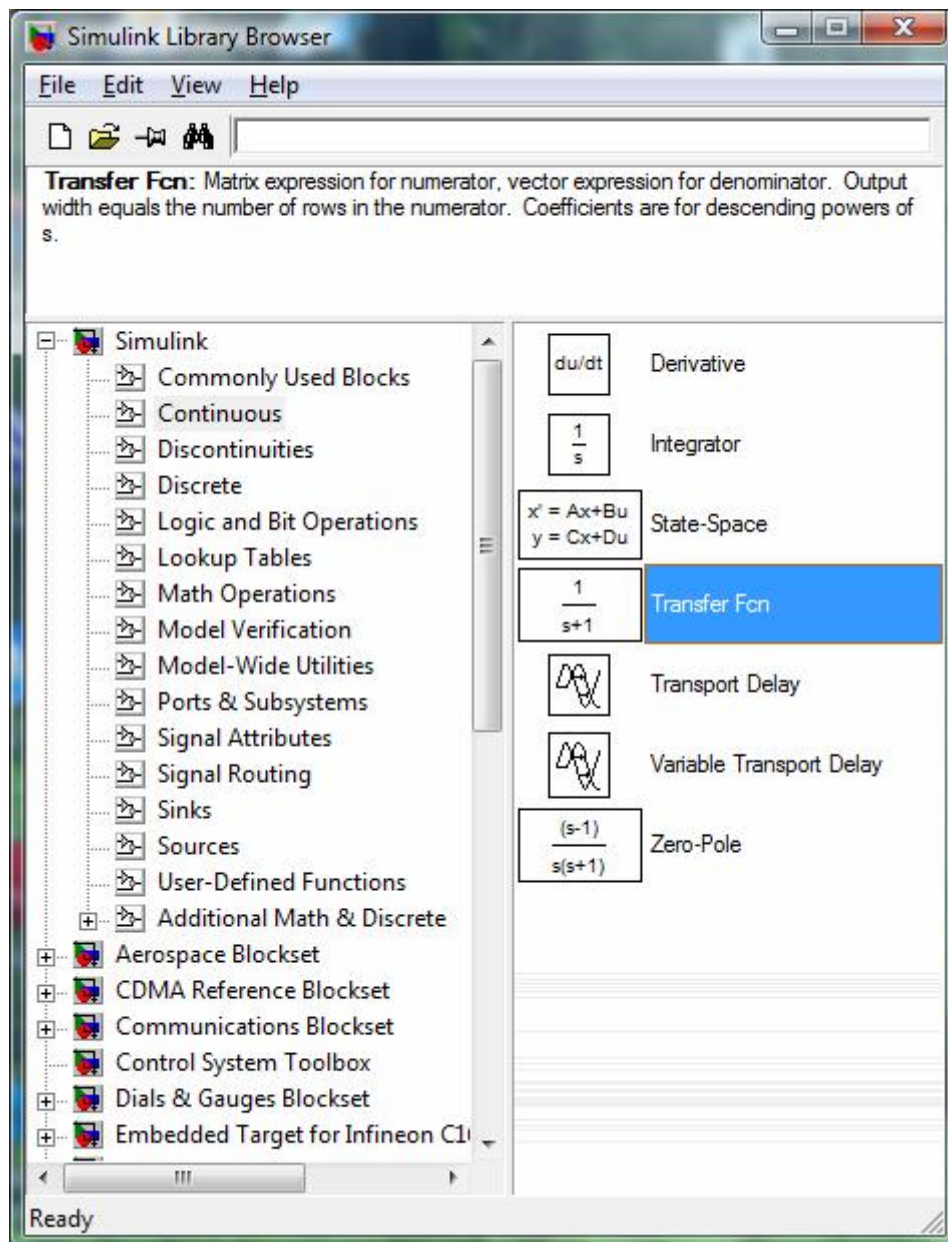 Simulink Library Browser
File Edit View Help
Transfer Fcn: Matrix expression for numerator, vector expression for denominator. Output
width equals the number of rows in the numerator. Coefficients are for descending powers of
s.
Simulink
Commonly Used Blocks
Continuous
Discontinuities
Discrete
Logic and Bit Operations
Lookup Tables
Math Operations
Model Verification
Model-Wide Utilities
Ports & Subsystems
Signal Attributes
Signal Routing
Sinks
Sources
User-Defined Functions
Additional Math & Discrete
Aerospace Blockset
CDMA Reference Blockset
Communications Blockset
Control System Toolbox
Dials & Gauges Blockset
Embedded Target for Infineon C1
du/dt Derivative
1
s
Integrator
x' = Ax+Bu
y = Cx+Du
State-Space
1
s+1
Transfer Fcn
Transport Delay
Variable Transport Delay
(s-1)
s(s+1)
Zero-Pole
Ready